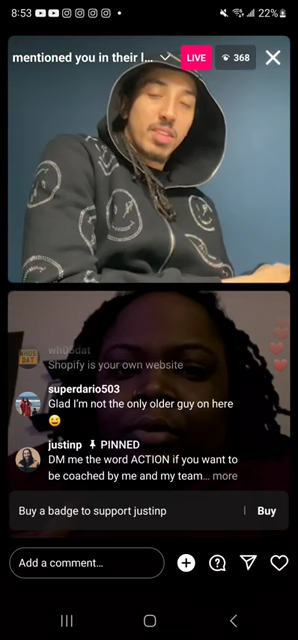 8:53
22%
mentioned you in their l...
LIVE
368
wh05dat
Shopify is your own website
superdario503
Glad I'm not the only older guy on here
😄
justinp PINNED
DM me the word ACTION if you want
to be coached by me and my team... more
Buy a badge to support justinp
Buy
Add a comment...